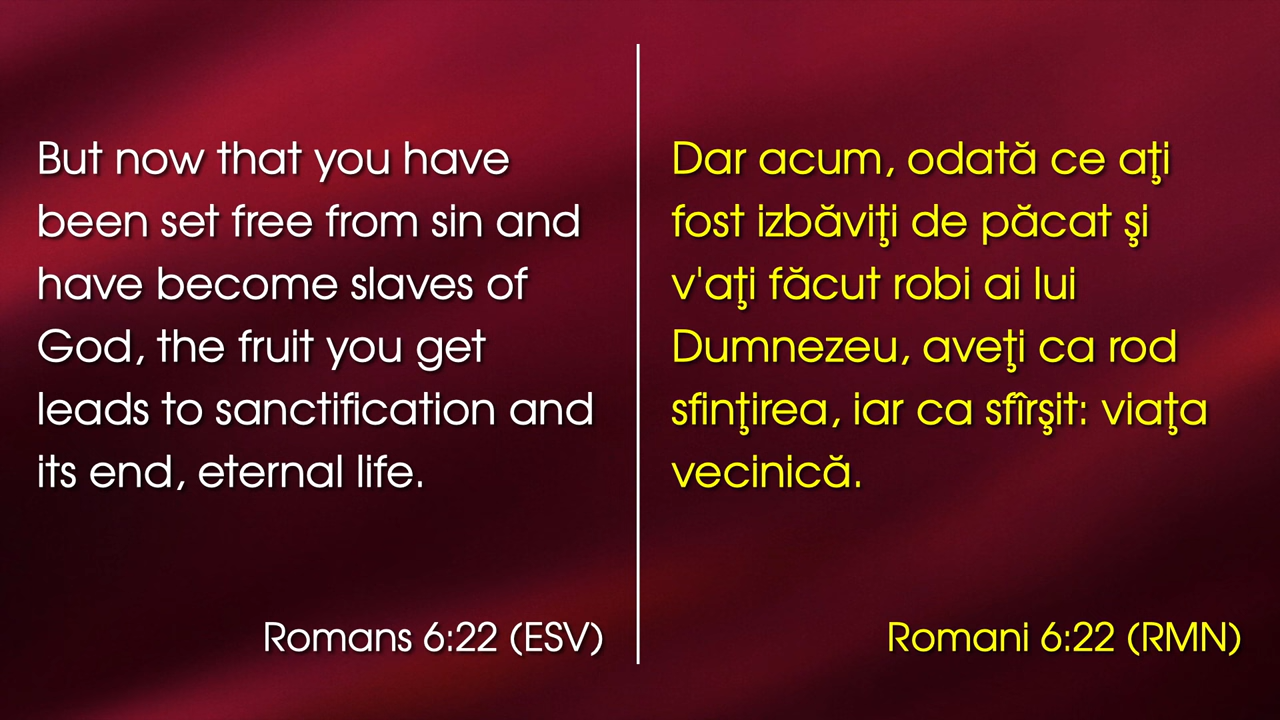 But now that you have
been set free from sin and
have become slaves of
God, the fruit you get
leads to sanctification and
its end, eternal life.
Romans 6:22 (ESV)
Dar acum, odată ce aţi
fost izbăviţi de păcat şi
v'aţi făcut robi ai lui
Dumnezeu, aveţi ca rod
sfinţirea, iar ca sfîrşit: viaţa
vecinică.
Romani 6:22 (RMN)